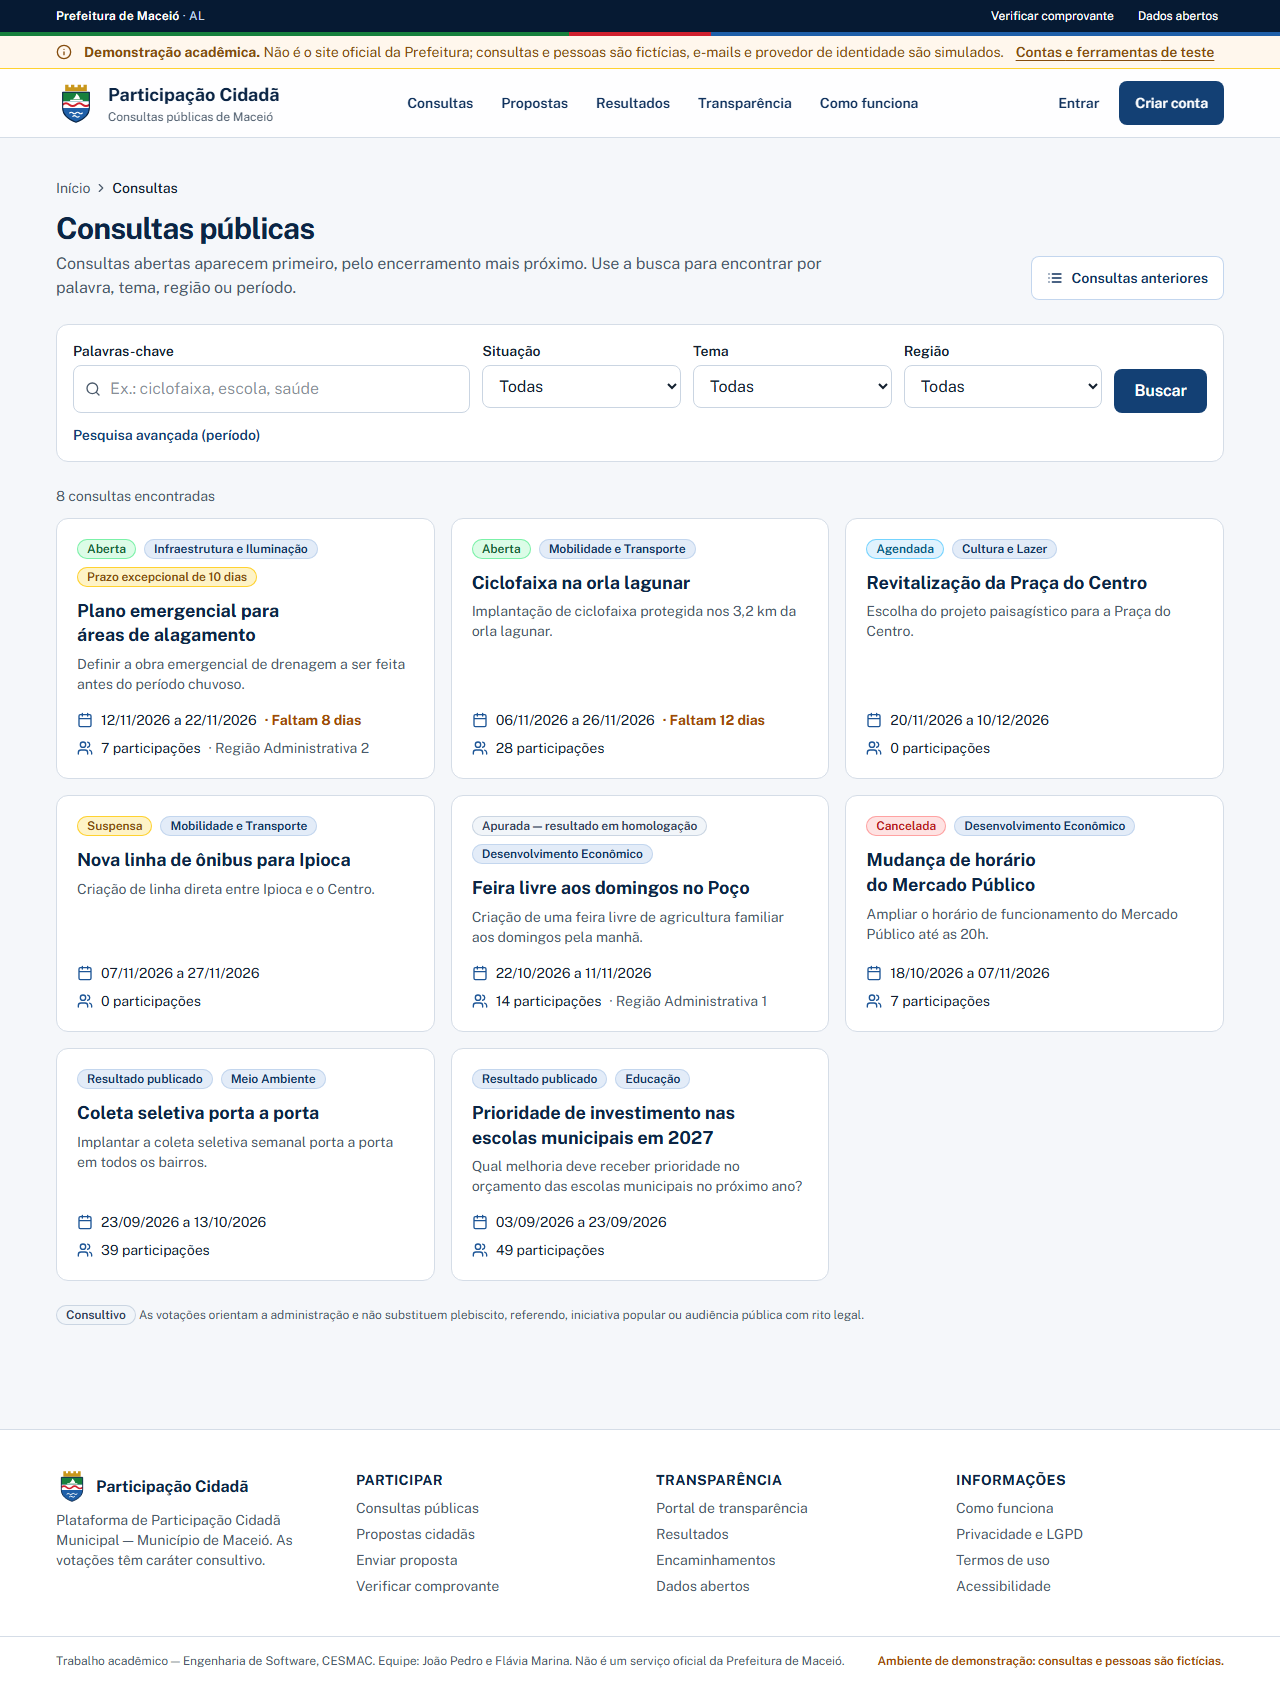 Prefeitura de Maceió · AL
Verificar comprovante
Dados abertos
Demonstração acadêmica. Não é o site oficial da Prefeitura; consultas e pessoas são fictícias, e-mails e provedor de identidade são simulados.
Contas e ferramentas de teste
Participação Cidadã
Consultas públicas de Maceió
Consultas
Propostas
Resultados
Transparência
Como funciona
Entrar
Criar conta
Início > Consultas
Consultas públicas
Consultas abertas aparecem primeiro, pelo encerramento mais próximo. Use a busca para encontrar por
palavra, tema, região ou período.
Consultas anteriores
Palavras-chave
Situação
Tema
Região
Ex.: ciclofaixa, escola, saúde
Todas
Todas
Todas
Buscar
Pesquisa avançada (período)
8 consultas encontradas
Aberta
Infraestrutura e Iluminação
Prazo excepcional de 10 dias
Plano emergencial para
áreas de alagamento
Definir a obra emergencial de drenagem a ser feita
antes do período chuvoso.
12/11/2026 a 22/11/2026 · Faltam 8 dias
7 participações · Região Administrativa 2
Aberta
Mobilidade e Transporte
Ciclofaixa na orla lagunar
Implantação de ciclofaixa protegida nos 3,2 km da
orla lagunar.
06/11/2026 a 26/11/2026 · Faltam 12 dias
28 participações
Agendada
Cultura e Lazer
Revitalização da Praça do Centro
Escolha do projeto paisagístico para a Praça do
Centro.
20/11/2026 a 10/12/2026
0 participações
Suspensa
Mobilidade e Transporte
Nova linha de ônibus para Ipioca
Criação de linha direta entre Ipioca e o Centro.
07/11/2026 a 27/11/2026
0 participações
Apurada — resultado em homologação
Desenvolvimento Econômico
Feira livre aos domingos no Poço
Criação de uma feira livre de agricultura familiar
aos domingos pela manhã.
22/10/2026 a 11/11/2026
14 participações · Região Administrativa 1
Cancelada
Desenvolvimento Econômico
Mudança de horário
do Mercado Público
Ampliar o horário de funcionamento do Mercado
Público até as 20h.
18/10/2026 a 07/11/2026
7 participações
Resultado publicado
Meio Ambiente
Coleta seletiva porta a porta
Implantar a coleta seletiva semanal porta a porta
em todos os bairros.
23/09/2026 a 13/10/2026
39 participações
Resultado publicado
Educação
Prioridade de investimento nas
escolas municipais em 2027
Qual melhoria deve receber prioridade no
orçamento das escolas municipais no próximo ano?
03/09/2026 a 23/09/2026
49 participações
Consultivo As votações orientam a administração e não substituem plebiscito, referendo, iniciativa popular ou audiência pública com rito legal.
Participação Cidadã
Plataforma de Participação Cidadã
Municipal — Município de Maceió. As
votações têm caráter consultivo.
PARTICIPAR
Consultas públicas
Propostas cidadãs
Enviar proposta
Verificar comprovante
TRANSPARÊNCIA
Portal de transparência
Resultados
Encaminhamentos
Dados abertos
INFORMAÇÕES
Como funciona
Privacidade e LGPD
Termos de uso
Acessibilidade
Trabalho acadêmico — Engenharia de Software, CESMAC. Equipe: João Pedro e Flávia Marina. Não é um serviço oficial da Prefeitura de Maceió.
Ambiente de demonstração: consultas e pessoas são fictícias.